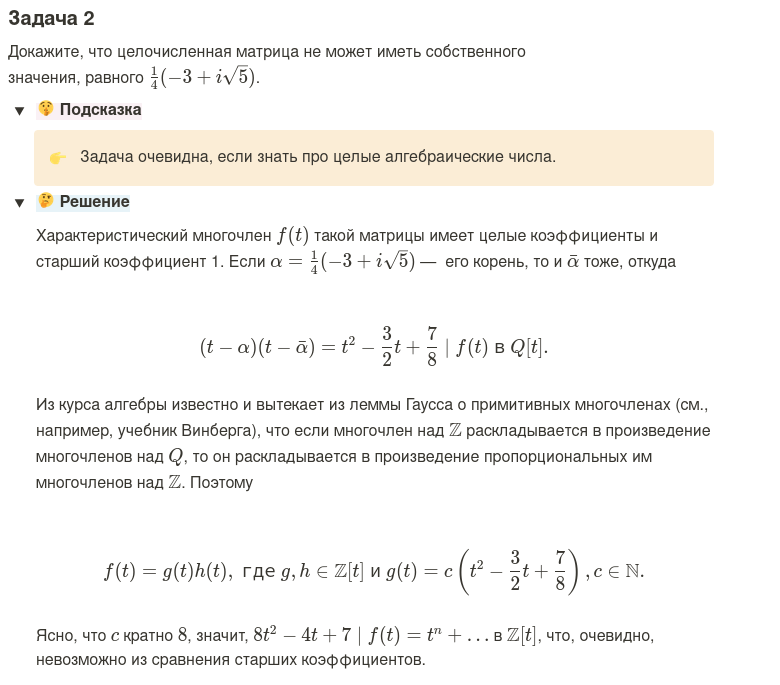 Задача 2
Докажите, что целочисленная матрица не может иметь собственного
значения, равного $\frac{1}{4}(-3 + i\sqrt{5})$.
▼ 🤫 Подсказка
👉 Задача очевидна, если знать про целые алгебраические числа.
▼ 🤔 Решение
Характеристический многочлен $f(t)$ такой матрицы имеет целые коэффициенты и
старший коэффициент 1. Если $\alpha = \frac{1}{4}(-3 + i\sqrt{5})$ — его корень, то и $\bar{\alpha}$ тоже, откуда
$(t - \alpha)(t - \bar{\alpha}) = t^2 - \frac{3}{2}t + \frac{7}{8} \mid f(t)$ в $Q[t].$
Из курса алгебры известно и вытекает из леммы Гаусса о примитивных многочленах (см.,
например, учебник Винберга), что если многочлен над $\mathbb{Z}$ раскладывается в произведение
многочленов над $Q$, то он раскладывается в произведение пропорциональных им
многочленов над $\mathbb{Z}$. Поэтому
$f(t) = g(t)h(t),$ где $g, h \in \mathbb{Z}[t]$ и $g(t) = c\left(t^2 - \frac{3}{2}t + \frac{7}{8}\right), c \in \mathbb{N}.$
Ясно, что $c$ кратно 8, значит, $8t^2 - 4t + 7 \mid f(t) = t^n + \ldots$ в $\mathbb{Z}[t]$, что, очевидно,
невозможно из сравнения старших коэффициентов.